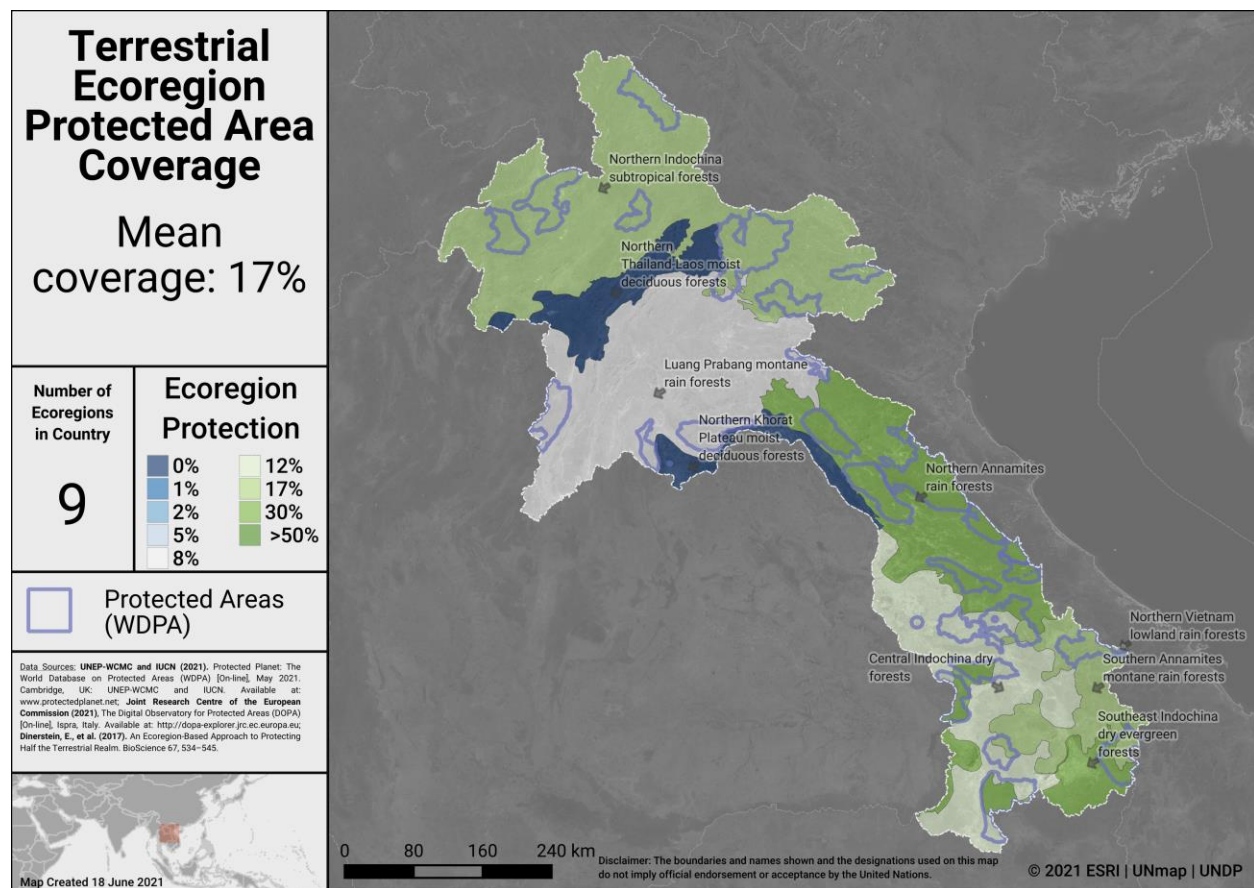 Terrestrial
Ecoregion
Protected Area
Coverage
Mean
coverage: 17%
Number of
Ecoregions
in Country
9
Ecoregion
Protection
0%
1%
2%
5%
8%
12%
17%
30%
>50%
Protected Areas
(WDPA)
Data Sources: UNEP-WCMC and IUCN (2021). Protected Planet: The
World Database on Protected Areas (WDPA) [On-line], May 2021.
Cambridge, UK: UNEP-WCMC and IUCN. Available at:
www.protectedplanet.net; Joint Research Centre of the European
Commission (2021), The Digital Observatory for Protected Areas (DOPA)
[On-line], Ispra, Italy. Available at: http://dopa-explorer.jrc.ec.europa.eu;
Dinerstein, E., et al. (2017). An Ecoregion-Based Approach to Protecting
Half the Terrestrial Realm. BioScience 67, 534–545.
Map Created 18 June 2021
Northern Indochina
subtropical forests
Northern
Thailand-Laos moist
deciduous forests
Luang Prabang montane
rain forests
Northern Khorat
Plateau moist
deciduous forests
Northern Annamites
rain forests
Northern Vietnam
lowland rain forests
Central Indochina dry
forests
Southern Annamites
montane rain forests
Southeast Indochina
dry evergreen
forests
0 80 160 240 km
Disclaimer: The boundaries and names shown and the designations used on this map
do not imply official endorsement or acceptance by the United Nations.
© 2021 ESRI | UNmap | UNDP